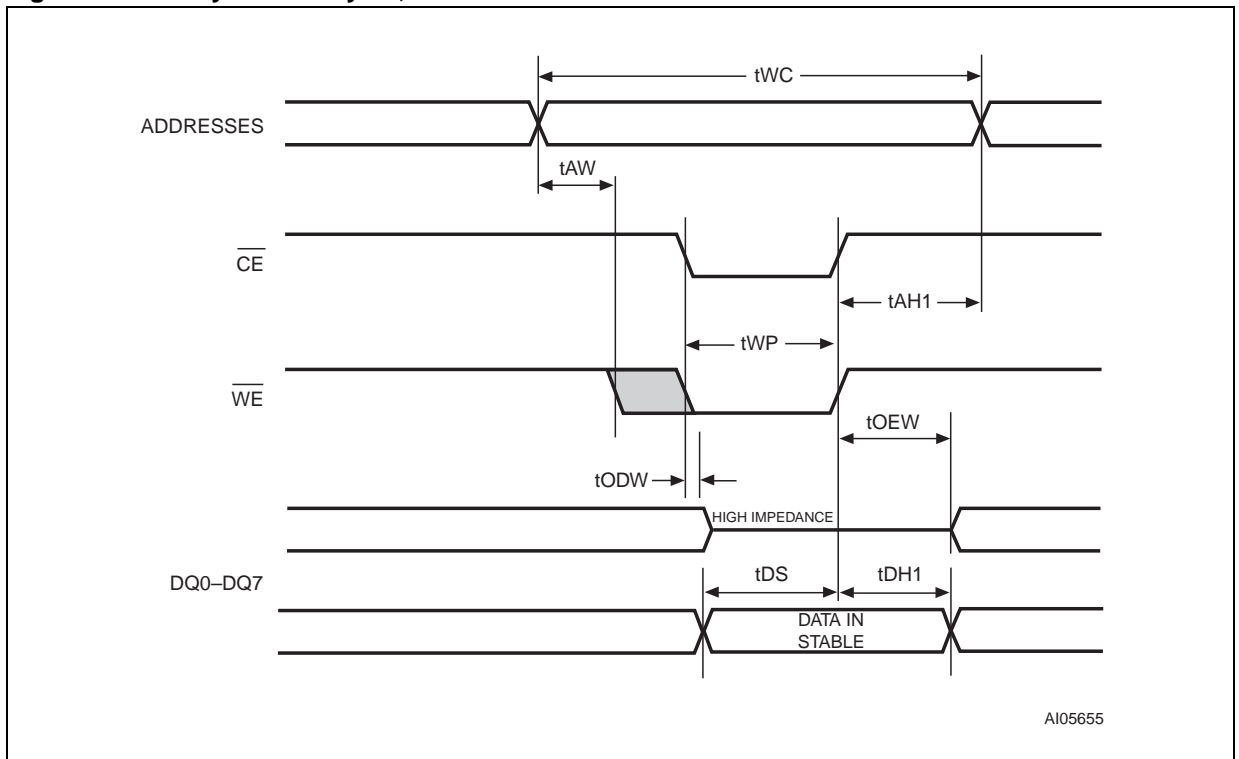 tWC
ADDRESSES
tAW
CE
tAH1
tWP
WE
tOEW
tODW
HIGH IMPEDANCE
DQ0–DQ7
tDS
tDH1
DATA IN
STABLE
AI05655